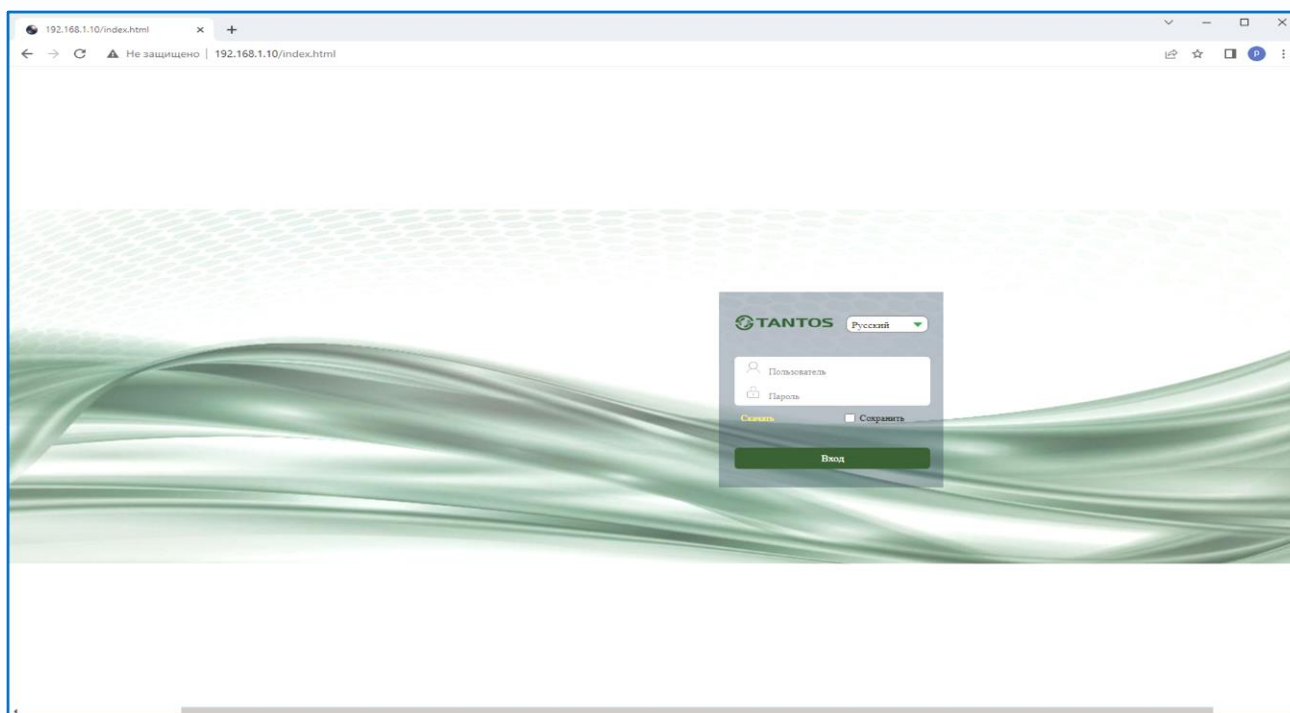 192.168.1.10/index.html
Не защищено | 192.168.1.10/index.html
P
TANTOS
Русский
Пользователь
Пароль
Скачать
Сохранить
Вход